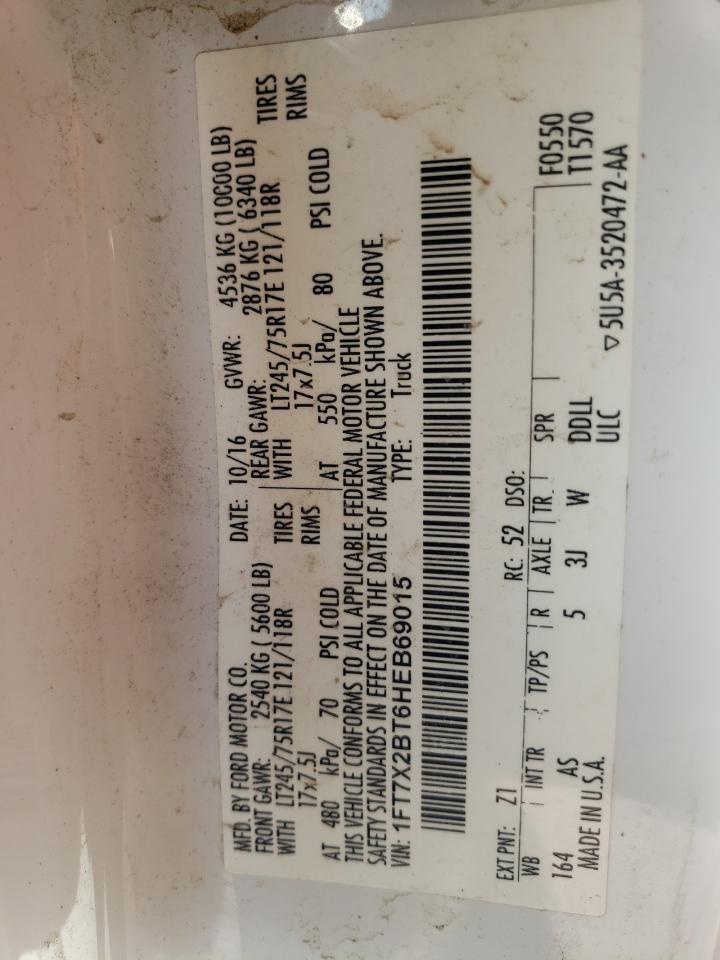 MFD. BY FORD MOTOR CO. DATE: 10/16 GVWR: 4536 KG (10000 LB)
FRONT GAWR: 2540 KG ( 5600 LB) REAR GAWR: 2876 KG ( 6340 LB)
WITH LT245/75R17E 121/118R TIRES WITH LT245/75R17E 121/118R TIRES
17x7.5J RIMS 17x7.5J RIMS
AT 480 kPa/ 70 PSI COLD AT 550 kPa/ 80 PSI COLD
THIS VEHICLE CONFORMS TO ALL APPLICABLE FEDERAL MOTOR VEHICLE
SAFETY STANDARDS IN EFFECT ON THE DATE OF MANUFACTURE SHOWN ABOVE.
VIN: 1FT7X2BT6HEB69015 TYPE: Truck
EXT PNT: Z1 RC: 52 DSO: F0550
WB INT TR TP/PS R AXLE TR SPR T1570
164 AS 5 3J W DDLL
MADE IN U.S.A. ULC ▽5U5A-3520472-AA